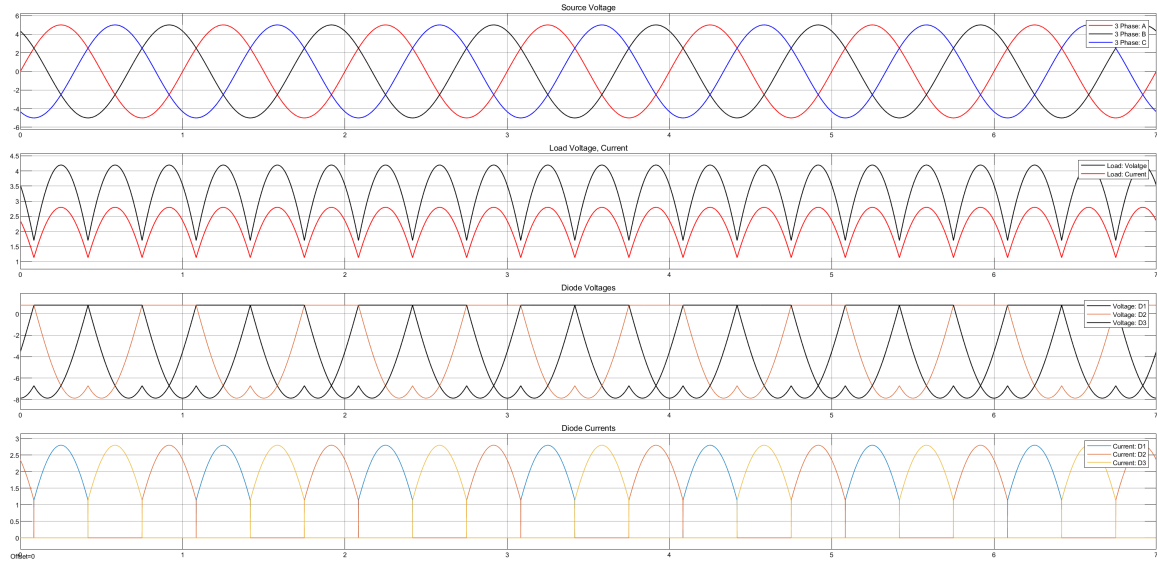 Source Voltage
6
4
2
0
-2
-4
-6
3 Phase: A
3 Phase: B
3 Phase: C
0 1 2 3 4 5 6 7
Load Voltage, Current
4.5
4
3.5
3
2.5
2
1.5
1
Load: Volatge
Load: Current
0 1 2 3 4 5 6 7
Diode Voltages
0
-2
-4
-6
-8
Voltage: D1
Voltage: D2
Voltage: D3
0 1 2 3 4 5 6 7
Diode Currents
3
2.5
2
1.5
1
0.5
0
Current: D1
Current: D2
Current: D3
0 1 2 3 4 5 6 7
Offset=0